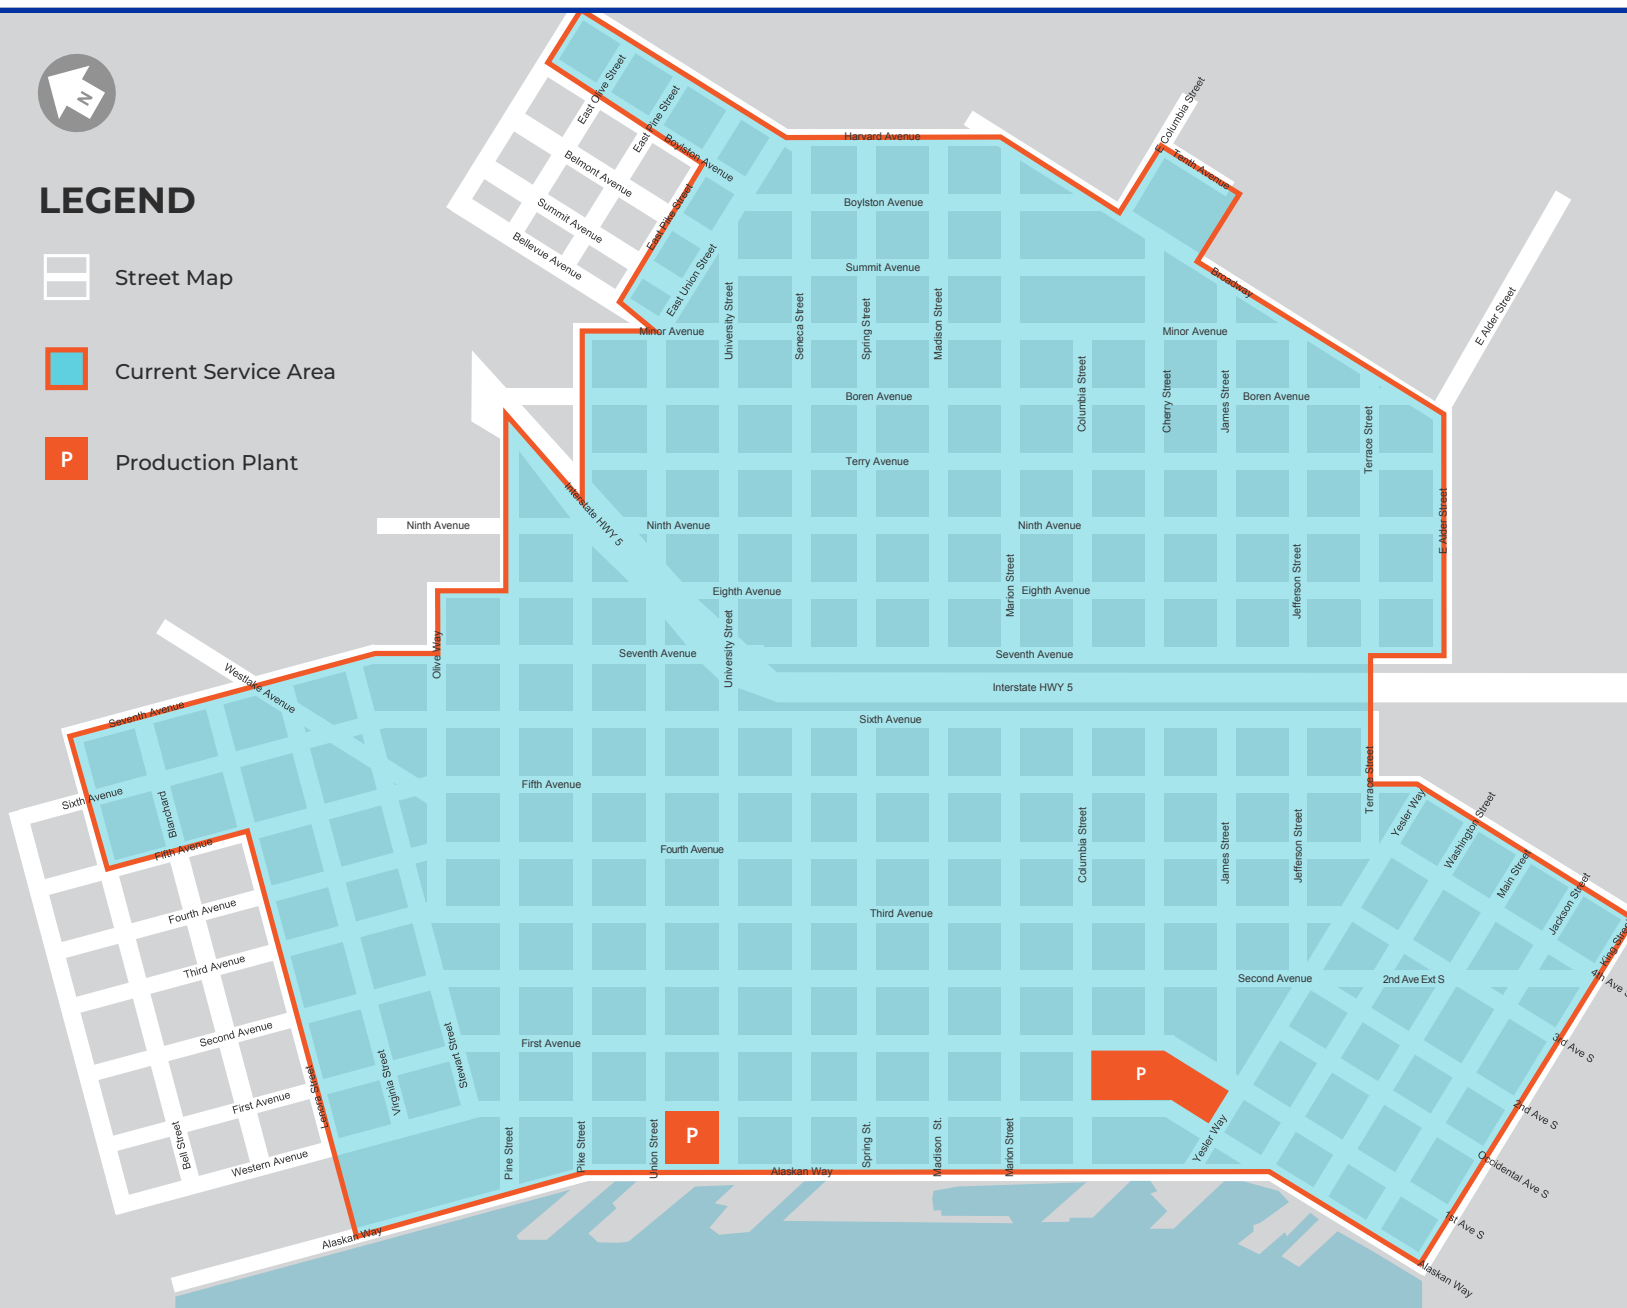 N
LEGEND
Street Map
Current Service Area
P
Production Plant
East Olive Street
East Pine Street
Boylston Avenue
Belmont Avenue
Summit Avenue
Bellevue Avenue
East Pike Street
East Union Street
Harvard Avenue
E Columbia Street
Tenth Avenue
Boylston Avenue
Summit Avenue
Broadway
E Alder Street
Minor Avenue
University Street
Seneca Street
Spring Street
Madison Street
Minor Avenue
Columbia Street
Cherry Street
James Street
Boren Avenue
Boren Avenue
Terrace Street
Terry Avenue
Interstate HWY 5
Ninth Avenue
Ninth Avenue
Ninth Avenue
E Alder Street
Marion Street
Jefferson Street
Eighth Avenue
Eighth Avenue
University Street
Olive Way
Seventh Avenue
Seventh Avenue
Interstate HWY 5
Westlake Avenue
Seventh Avenue
Sixth Avenue
Sixth Avenue
Blanchard
Fifth Avenue
Fifth Avenue
Terrace Street
Yesler Way
Washington Street
Main Street
Jackson Street
King Street
Fourth Avenue
Columbia Street
James Street
Jefferson Street
Fourth Avenue
Third Avenue
Third Avenue
Second Avenue
2nd Ave Ext S
4th Ave S
Second Avenue
First Avenue
3rd Ave S
Stewart Street
Virginia Street
Lenora Street
First Avenue
P
2nd Ave S
Bell Street
Western Avenue
Pine Street
Pike Street
Union Street
P
Spring St.
Madison St.
Marion Street
Yesler Way
Occidental Ave S
Alaskan Way
1st Ave S
Alaskan Way
Alaskan Way